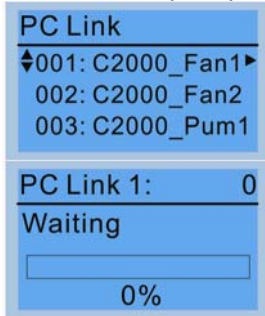 PC Link
001: C2000_Fan1
002: C2000_Fan2
003: C2000_Pum1
PC Link 1: 0
Waiting
0%